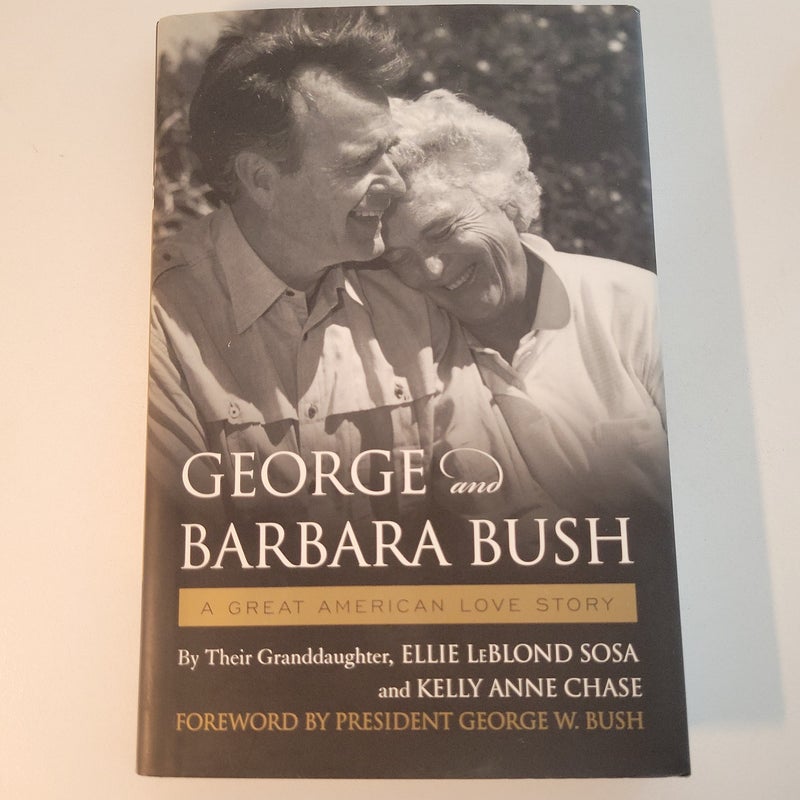 GEORGE and
BARBARA BUSH
A GREAT AMERICAN LOVE STORY
By Their Granddaughter, ELLIE LEBLOND SOSA
and KELLY ANNE CHASE
FOREWORD BY PRESIDENT GEORGE W. BUSH